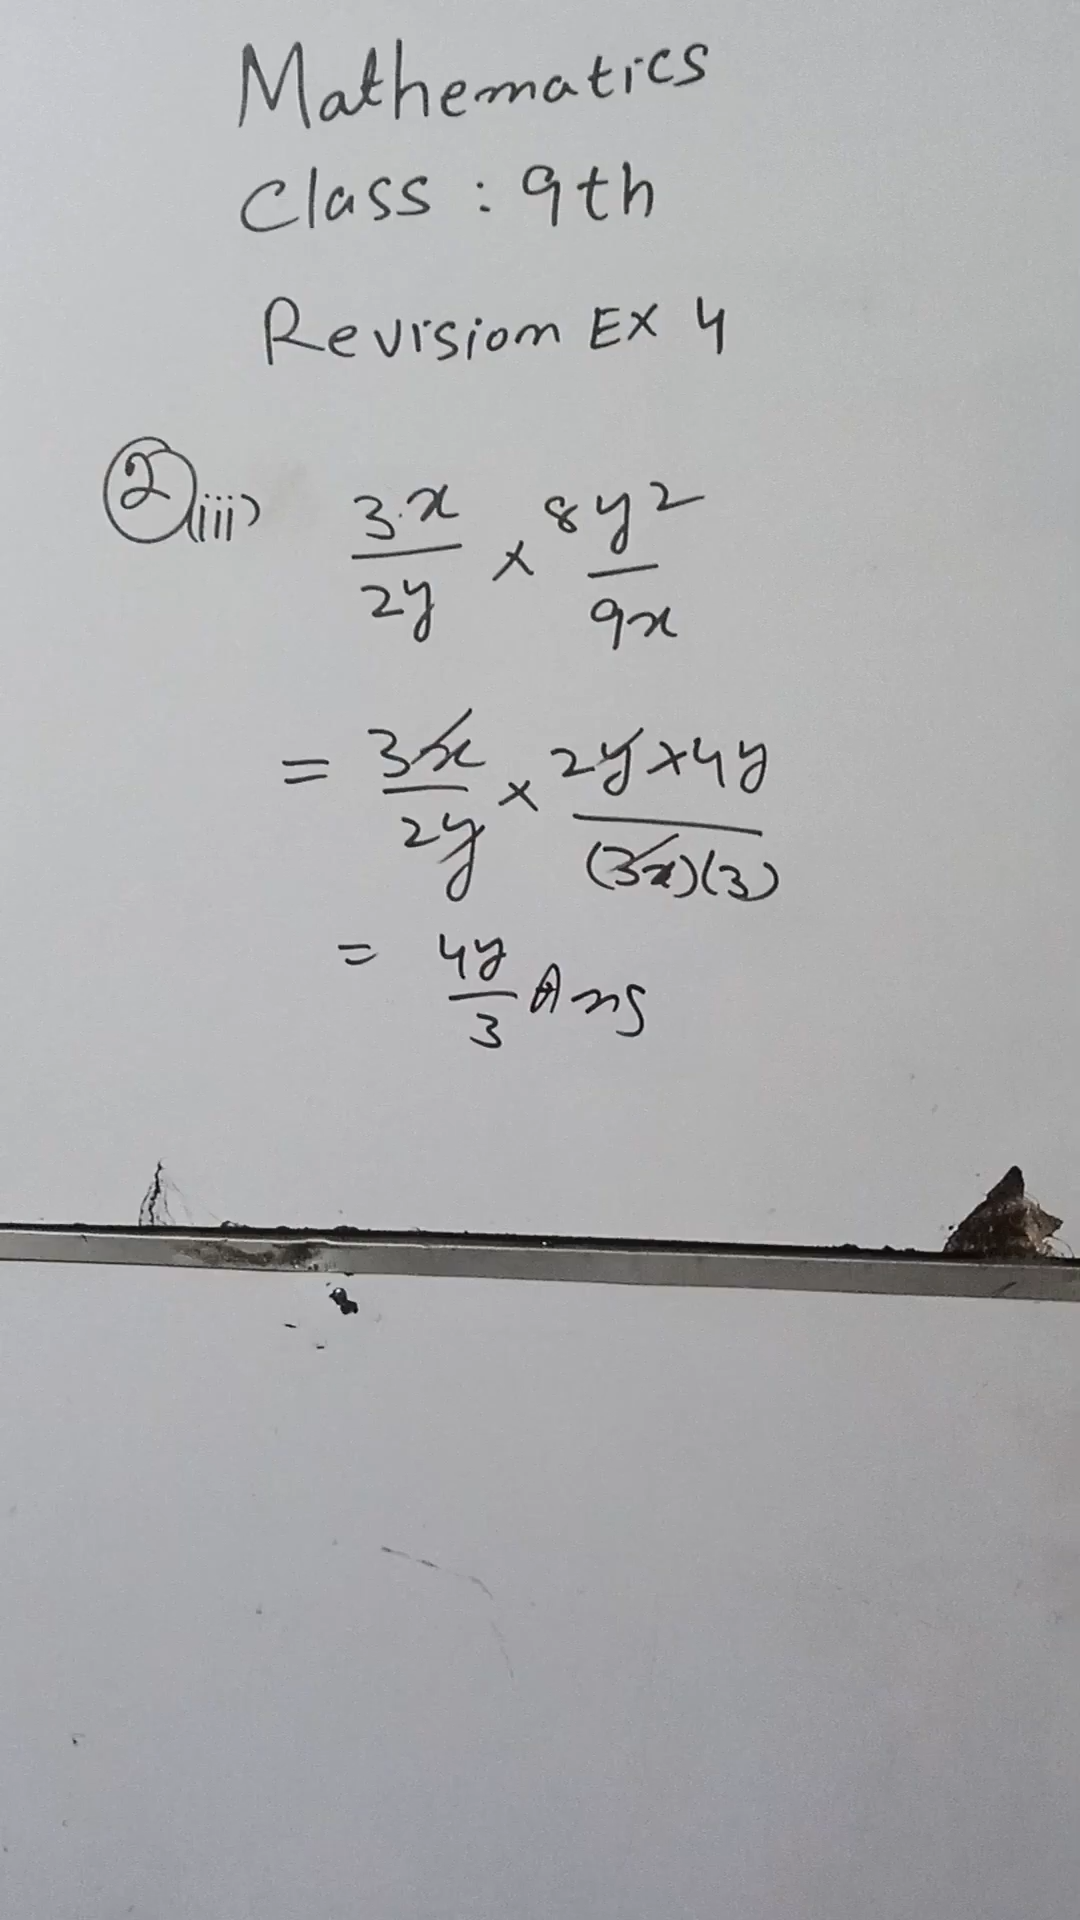 Mathematics
Class : 9th
Revision EX 4
2 (iii) 3x/2y × 8y²/9x
= 3x/2y × 2y×4y/(3x)(3)
= 4y/3 Ans